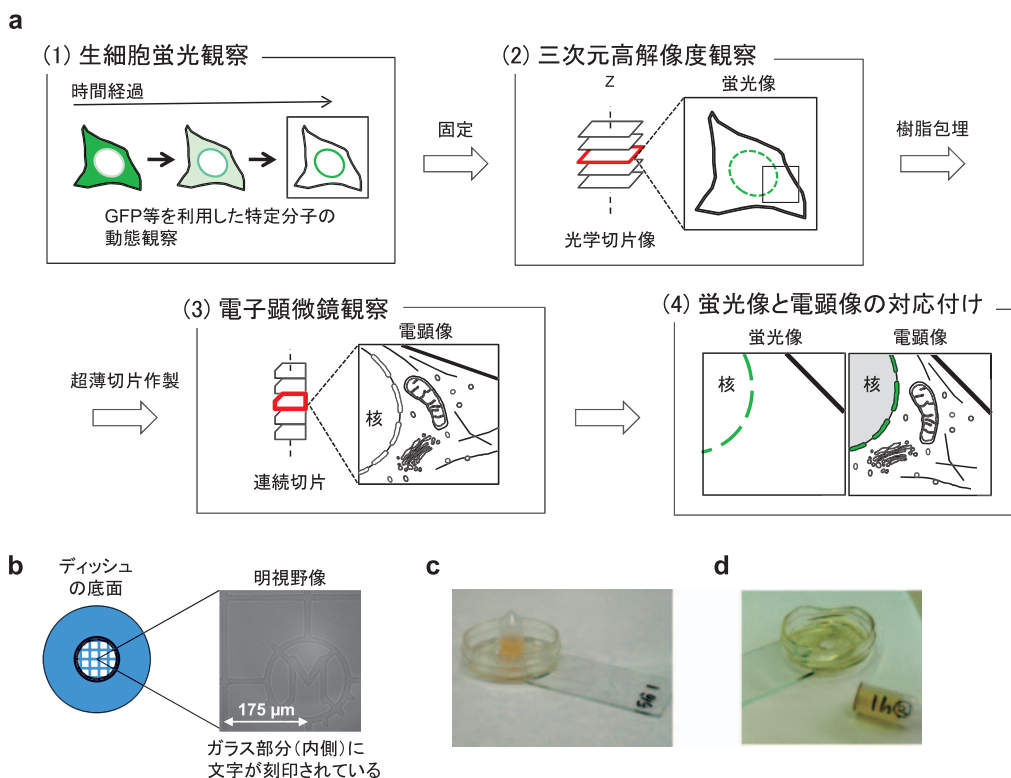 a
(1) 生細胞蛍光観察
時間経過
GFP等を利用した特定分子の
動態観察
固定
(2) 三次元高解像度観察
Z
蛍光像
光学切片像
樹脂包埋
超薄切片作製
(3) 電子顕微鏡観察
電顕像
核
連続切片
(4) 蛍光像と電顕像の対応付け
蛍光像
電顕像
核
核
b
ディッシュ
の底面
明視野像
M
175 µm
ガラス部分(内側)に
文字が刻印されている
c
1561
d